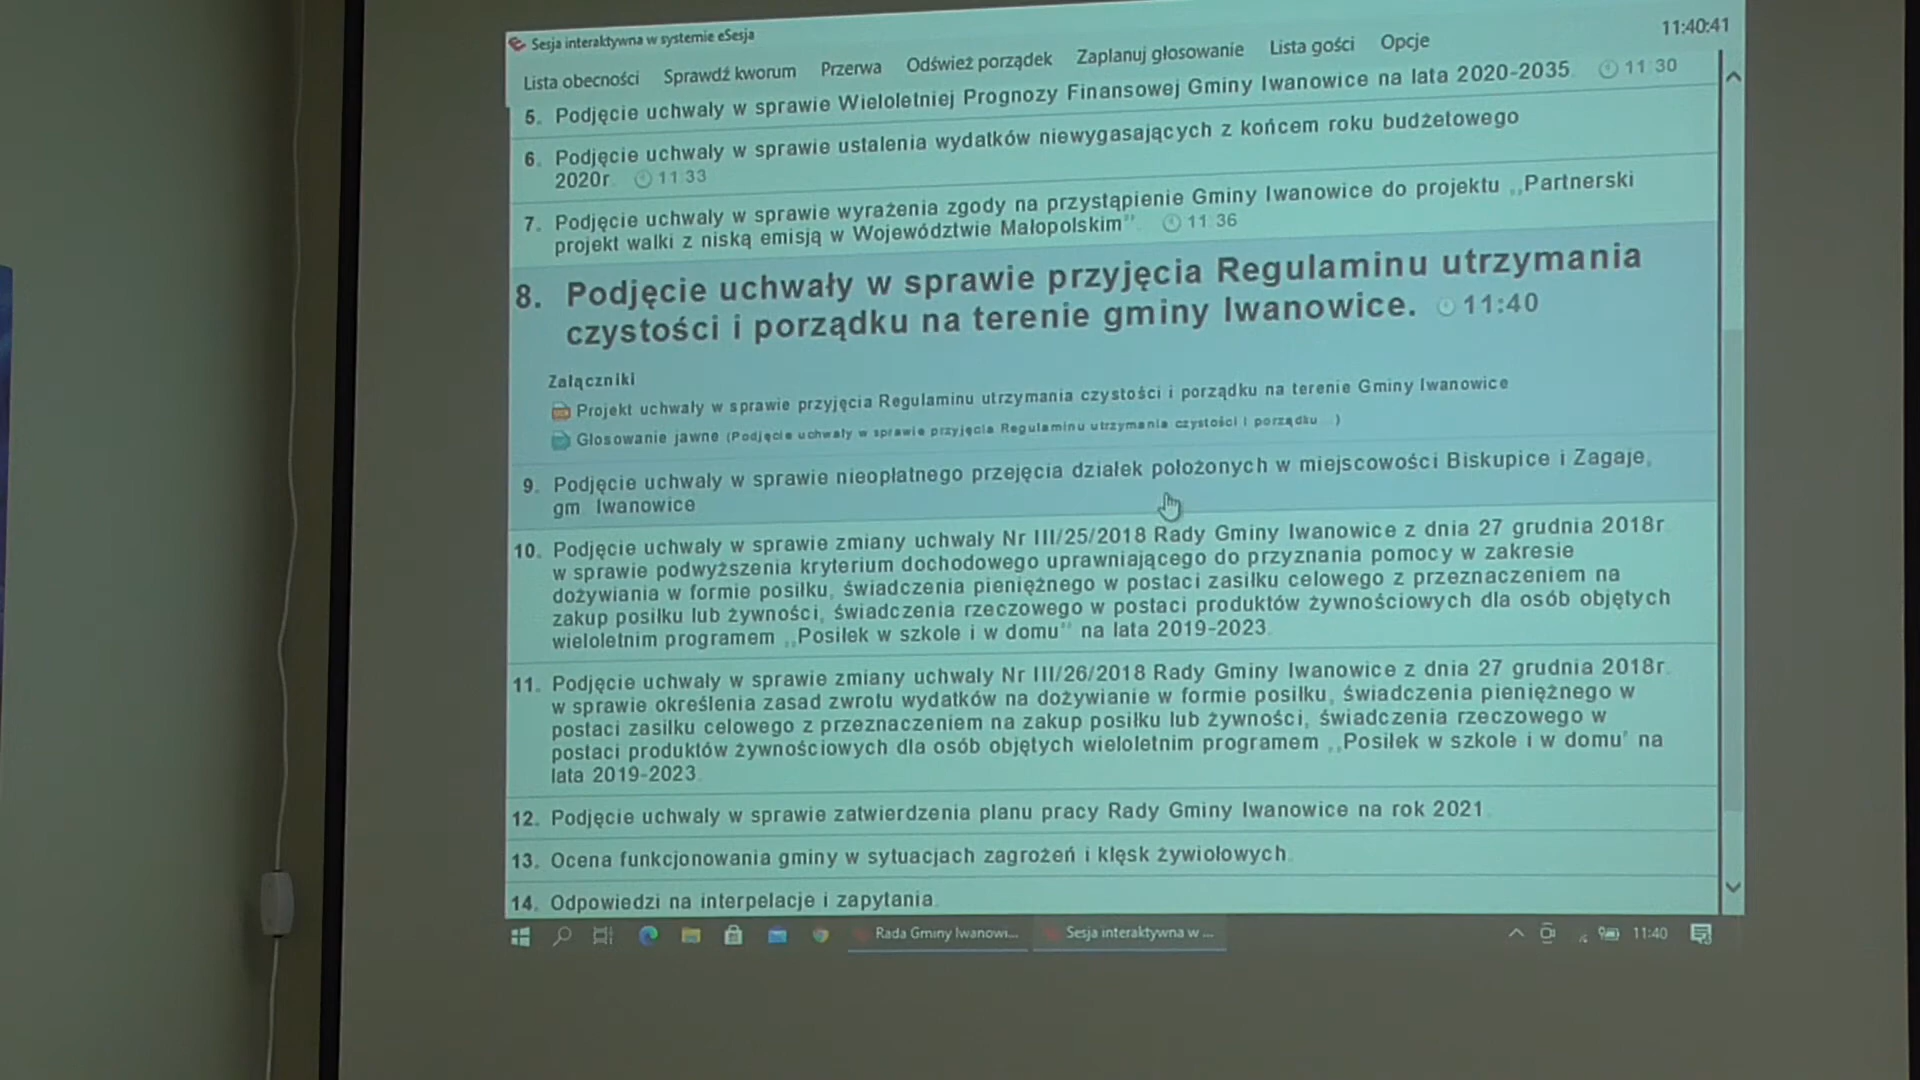 Sesja interaktywna w systemie eSesja
11:40:41
Lista obecności Sprawdź kworum Przerwa Odśwież porządek Zaplanuj głosowanie Lista gości Opcje
5. Podjęcie uchwały w sprawie Wieloletniej Prognozy Finansowej Gminy Iwanowice na lata 2020-2035 11:30
6. Podjęcie uchwały w sprawie ustalenia wydatków niewygasających z końcem roku budżetowego
2020r 11:33
7. Podjęcie uchwały w sprawie wyrażenia zgody na przystąpienie Gminy Iwanowice do projektu ,,Partnerski
projekt walki z niską emisją w Województwie Małopolskim" 11:36
8. Podjęcie uchwały w sprawie przyjęcia Regulaminu utrzymania
czystości i porządku na terenie gminy Iwanowice. 11:40
Załączniki
Projekt uchwały w sprawie przyjęcia Regulaminu utrzymania czystości i porządku na terenie Gminy Iwanowice
Głosowanie jawne (Podjęcie uchwały w sprawie przyjęcia Regulaminu utrzymania czystości i porządku ...)
9. Podjęcie uchwały w sprawie nieopłatnego przejęcia działek położonych w miejscowości Biskupice i Zagaje,
gm. Iwanowice
10. Podjęcie uchwały w sprawie zmiany uchwały Nr III/25/2018 Rady Gminy Iwanowice z dnia 27 grudnia 2018r.
w sprawie podwyższenia kryterium dochodowego uprawniającego do przyznania pomocy w zakresie
dożywiania w formie posiłku, świadczenia pieniężnego w postaci zasiłku celowego z przeznaczeniem na
zakup posiłku lub żywności, świadczenia rzeczowego w postaci produktów żywnościowych dla osób objętych
wieloletnim programem ,,Posiłek w szkole i w domu" na lata 2019-2023.
11. Podjęcie uchwały w sprawie zmiany uchwały Nr III/26/2018 Rady Gminy Iwanowice z dnia 27 grudnia 2018r.
w sprawie określenia zasad zwrotu wydatków na dożywianie w formie posiłku, świadczenia pieniężnego w
postaci zasiłku celowego z przeznaczeniem na zakup posiłku lub żywności, świadczenia rzeczowego w
postaci produktów żywnościowych dla osób objętych wieloletnim programem ,,Posiłek w szkole i w domu" na
lata 2019-2023.
12. Podjęcie uchwały w sprawie zatwierdzenia planu pracy Rady Gminy Iwanowice na rok 2021.
13. Ocena funkcjonowania gminy w sytuacjach zagrożeń i klęsk żywiołowych.
14. Odpowiedzi na interpelacje i zapytania.
Rada Gminy Iwanowi... Sesja interaktywna w ... 11:40